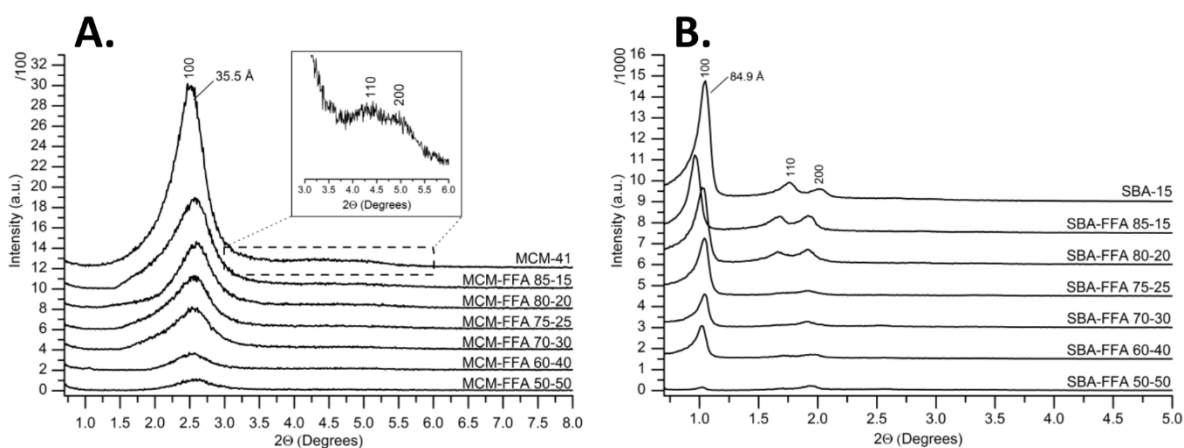 A.
/100
Intensity (a.u.)
32
30
28
26
24
22
20
18
16
14
12
10
8
6
4
2
0
100
35.5 Å
110
200
3.0 3.5 4.0 4.5 5.0 5.5 6.0
2Θ (Degrees)
MCM-41
MCM-FFA 85-15
MCM-FFA 80-20
MCM-FFA 75-25
MCM-FFA 70-30
MCM-FFA 60-40
MCM-FFA 50-50
1.0 1.5 2.0 2.5 3.0 3.5 4.0 4.5 5.0 5.5 6.0 6.5 7.0 7.5 8.0
2Θ (Degrees)
B.
/1000
Intensity (a.u.)
16
15
14
13
12
11
10
9
8
7
6
5
4
3
2
1
0
100
84.9 Å
110
200
SBA-15
SBA-FFA 85-15
SBA-FFA 80-20
SBA-FFA 75-25
SBA-FFA 70-30
SBA-FFA 60-40
SBA-FFA 50-50
1.0 1.5 2.0 2.5 3.0 3.5 4.0 4.5 5.0
2Θ (Degrees)